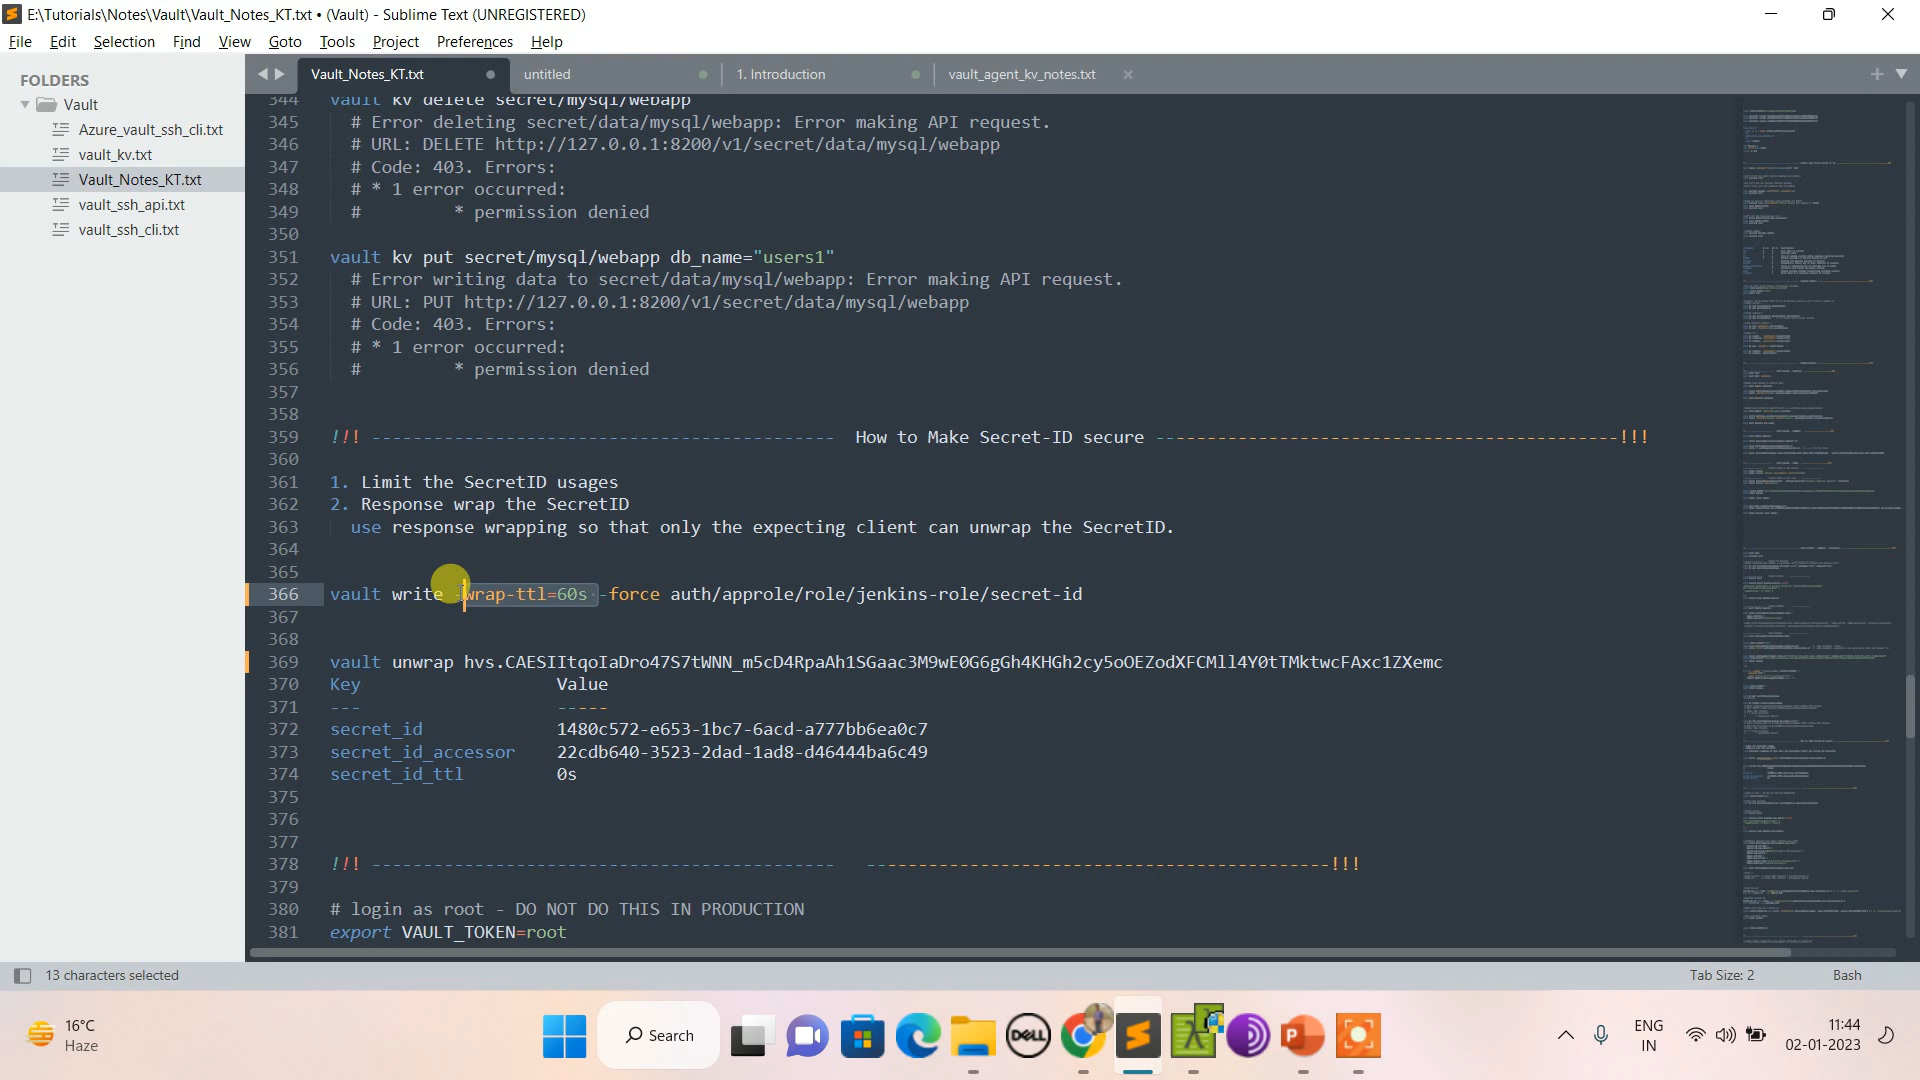 E:\Tutorials\Notes\Vault\Vault_Notes_KT.txt • (Vault) - Sublime Text (UNREGISTERED)
File Edit Selection Find View Goto Tools Project Preferences Help
FOLDERS
Vault
Azure_vault_ssh_cli.txt
vault_kv.txt
Vault_Notes_KT.txt
vault_ssh_api.txt
vault_ssh_cli.txt
Vault_Notes_KT.txt untitled 1. Introduction vault_agent_kv_notes.txt
344 vault kv delete secret/mysql/webapp
345 # Error deleting secret/data/mysql/webapp: Error making API request.
346 # URL: DELETE http://127.0.0.1:8200/v1/secret/data/mysql/webapp
347 # Code: 403. Errors:
348 # * 1 error occurred:
349 # * permission denied
350
351 vault kv put secret/mysql/webapp db_name="users1"
352 # Error writing data to secret/data/mysql/webapp: Error making API request.
353 # URL: PUT http://127.0.0.1:8200/v1/secret/data/mysql/webapp
354 # Code: 403. Errors:
355 # * 1 error occurred:
356 # * permission denied
357
358
359 !!! --------------------------------------------- How to Make Secret-ID secure ---------------------------------------------!!!
360
361 1. Limit the SecretID usages
362 2. Response wrap the SecretID
363 use response wrapping so that only the expecting client can unwrap the SecretID.
364
365
366 vault write -wrap-ttl=60s -force auth/approle/role/jenkins-role/secret-id
367
368
369 vault unwrap hvs.CAESIItqoIaDro47S7tWNN_m5cD4RpaAh1SGaac3M9wE0G6gGh4KHGh2cy5oOEZodXFCMll4Y0tTMktwcFAxc1ZXemc
370 Key Value
371 --- -----
372 secret_id 1480c572-e653-1bc7-6acd-a777bb6ea0c7
373 secret_id_accessor 22cdb640-3523-2dad-1ad8-d46444ba6c49
374 secret_id_ttl 0s
375
376
377
378 !!! --------------------------------------------- ---------------------------------------------!!!
379
380 # login as root - DO NOT DO THIS IN PRODUCTION
381 export VAULT_TOKEN=root
13 characters selected Tab Size: 2 Bash
16°C
Haze
Search
DELL
ENG
IN
11:44
02-01-2023